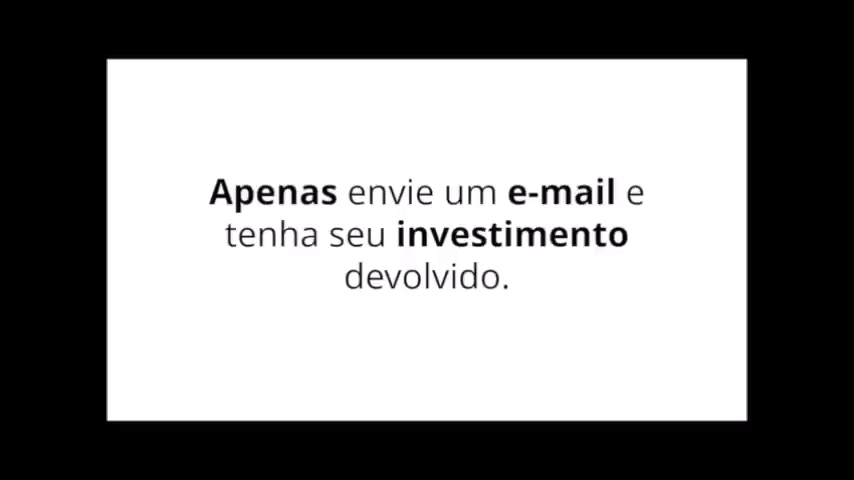 Apenas envie um e-mail e
tenha seu investimento
devolvido.